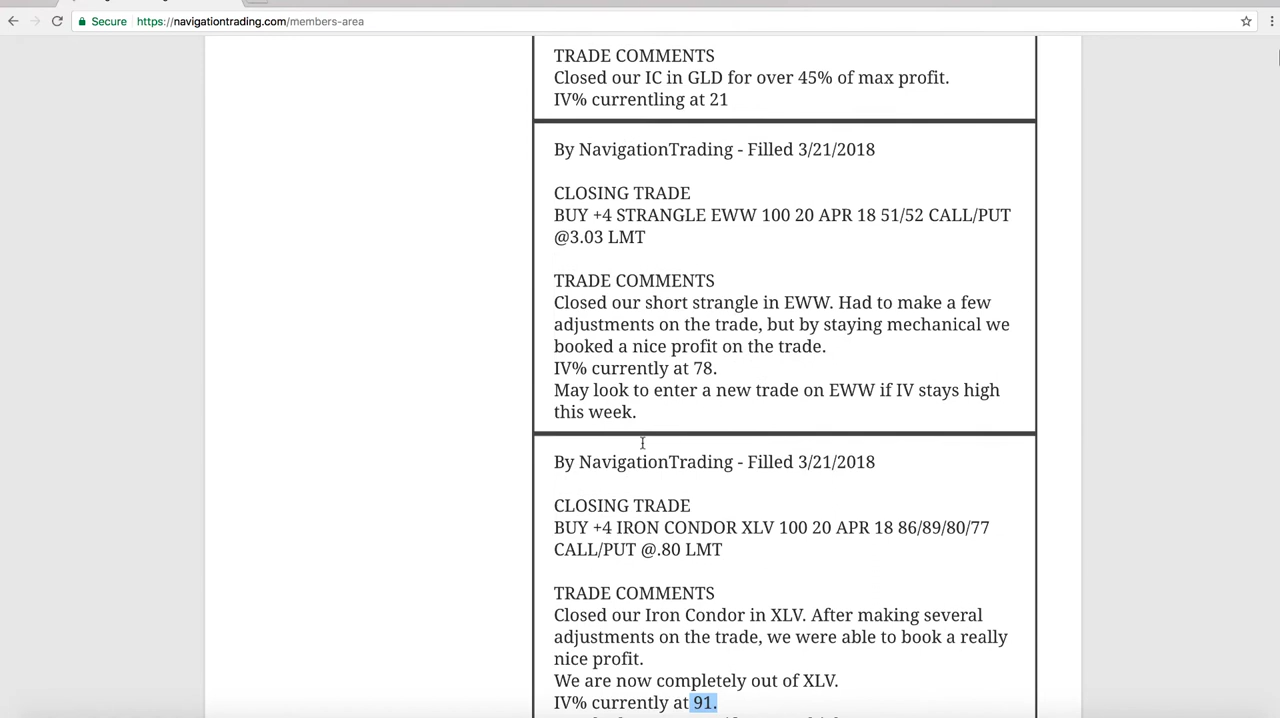 Secure https://navigationtrading.com/members-area
TRADE COMMENTS
Closed our IC in GLD for over 45% of max profit.
IV% currentling at 21
By NavigationTrading - Filled 3/21/2018
CLOSING TRADE
BUY +4 STRANGLE EWW 100 20 APR 18 51/52 CALL/PUT
@3.03 LMT
TRADE COMMENTS
Closed our short strangle in EWW. Had to make a few
adjustments on the trade, but by staying mechanical we
booked a nice profit on the trade.
IV% currently at 78.
May look to enter a new trade on EWW if IV stays high
this week.
By NavigationTrading - Filled 3/21/2018
CLOSING TRADE
BUY +4 IRON CONDOR XLV 100 20 APR 18 86/89/80/77
CALL/PUT @.80 LMT
TRADE COMMENTS
Closed our Iron Condor in XLV. After making several
adjustments on the trade, we were able to book a really
nice profit.
We are now completely out of XLV.
IV% currently at 91.